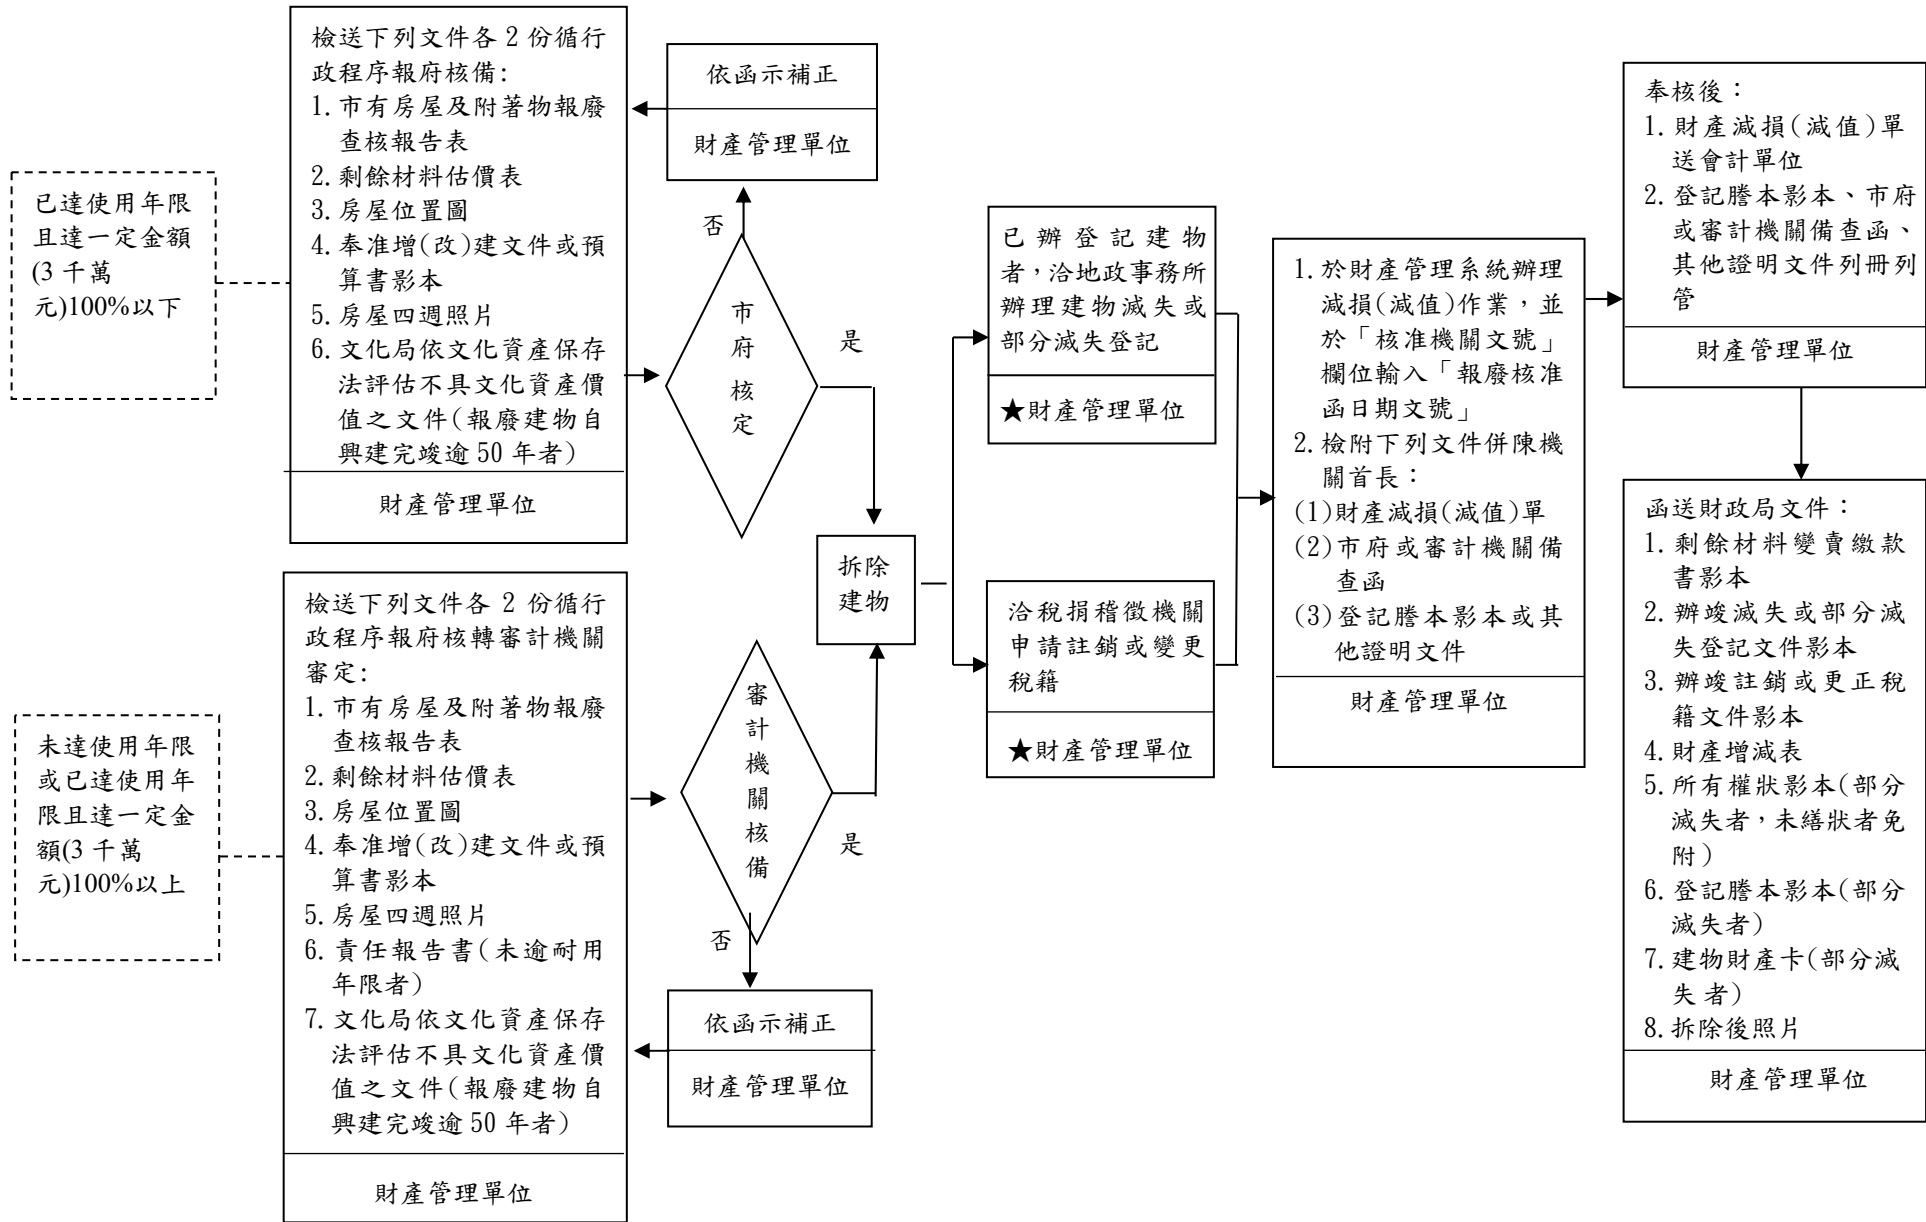 已達使用年限
且達一定金額
(3 千萬
元)100%以下
檢送下列文件各 2 份循行
政程序報府核備:
1. 市有房屋及附著物報廢
查核報告表
2. 剩餘材料估價表
3. 房屋位置圖
4. 奉准增(改)建文件或預
算書影本
5. 房屋四週照片
6. 文化局依文化資產保存
法評估不具文化資產價
值之文件(報廢建物自
興建完竣逾 50 年者)
財產管理單位
依函示補正
財產管理單位
否
市
府
核
定
是
未達使用年限
或已達使用年
限且達一定金
額(3 千萬
元)100%以上
檢送下列文件各 2 份循行
政程序報府核轉審計機關
審定:
1. 市有房屋及附著物報廢
查核報告表
2. 剩餘材料估價表
3. 房屋位置圖
4. 奉准增(改)建文件或預
算書影本
5. 房屋四週照片
6. 責任報告書(未逾耐用
年限者)
7. 文化局依文化資產保存
法評估不具文化資產價
值之文件(報廢建物自
興建完竣逾 50 年者)
財產管理單位
審
計
機
關
核
備
是
否
依函示補正
財產管理單位
拆除
建物
已辦登記建物
者，洽地政事務所
辦理建物滅失或
部分滅失登記
★財產管理單位
洽稅捐稽徵機關
申請註銷或變更
稅籍
★財產管理單位
1. 於財產管理系統辦理
減損(減值)作業，並
於「核准機關文號」
欄位輸入「報廢核准
函日期文號」
2. 檢附下列文件併陳機
關首長：
(1)財產減損(減值)單
(2)市府或審計機關備
查函
(3)登記謄本影本或其
他證明文件
財產管理單位
奉核後：
1. 財產減損(減值)單
送會計單位
2. 登記謄本影本、市府
或審計機關備查函、
其他證明文件列冊列
管
財產管理單位
函送財政局文件：
1. 剩餘材料變賣繳款
書影本
2. 辦竣滅失或部分滅
失登記文件影本
3. 辦竣註銷或更正稅
籍文件影本
4. 財產增減表
5. 所有權狀影本(部分
滅失者，未繕狀者免
附)
6. 登記謄本影本(部分
滅失者)
7. 建物財產卡(部分滅
失者)
8. 拆除後照片
財產管理單位